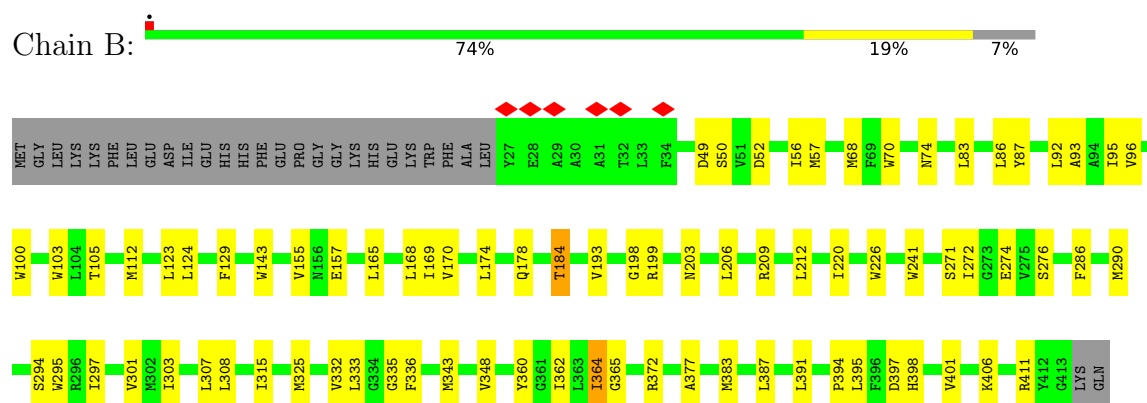 Chain B:
74% 19% 7%
MET GLY LEU LYS LYS PHE LEU GLU ASP ILE GLU HIS HIS PHE GLU PRO GLY GLY LYS HIS GLU LYS TRP PHE ALA LEU Y27 E28 A29 A30 A31 T32 L33 F34 D49 S50 V51 D52 I56 M57 M68 F69 W70 N74 L83 L86 Y87 L92 A93 A94 I95 V96
W100 W103 L104 T105 M112 L123 L124 F129 W143 V155 N156 E157 L165 L168 I169 V170 L174 Q178 T184 V193 G198 R199 N203 L206 R209 L212 I220 W226 W241 S271 I272 G273 E274 V275 S276 F286 M290
S294 W295 R296 I297 V301 M302 I303 L307 L308 I315 M325 V332 L333 G334 G335 F336 M343 V348 Y360 G361 I362 L363 I364 G365 R372 A377 M383 L387 L391 P394 L395 F396 D397 H398 V401 K406 R411 Y412 G413 LYS GLN